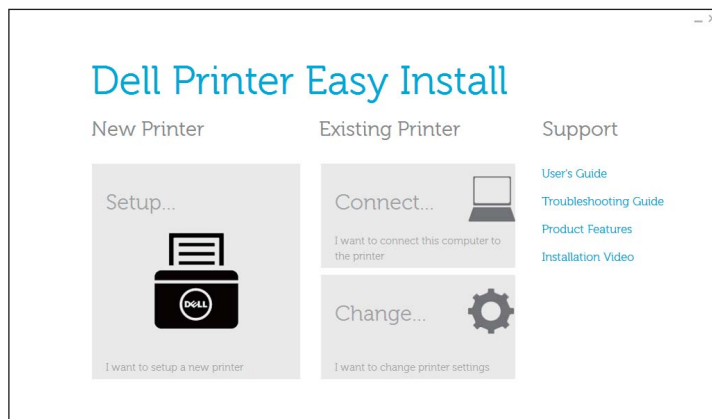 Dell Printer Easy Install
New Printer
Setup...
DELL
I want to setup a new printer
Existing Printer
Connect...
I want to connect this computer to
the printer
Change...
I want to change printer settings
Support
User's Guide
Troubleshooting Guide
Product Features
Installation Video